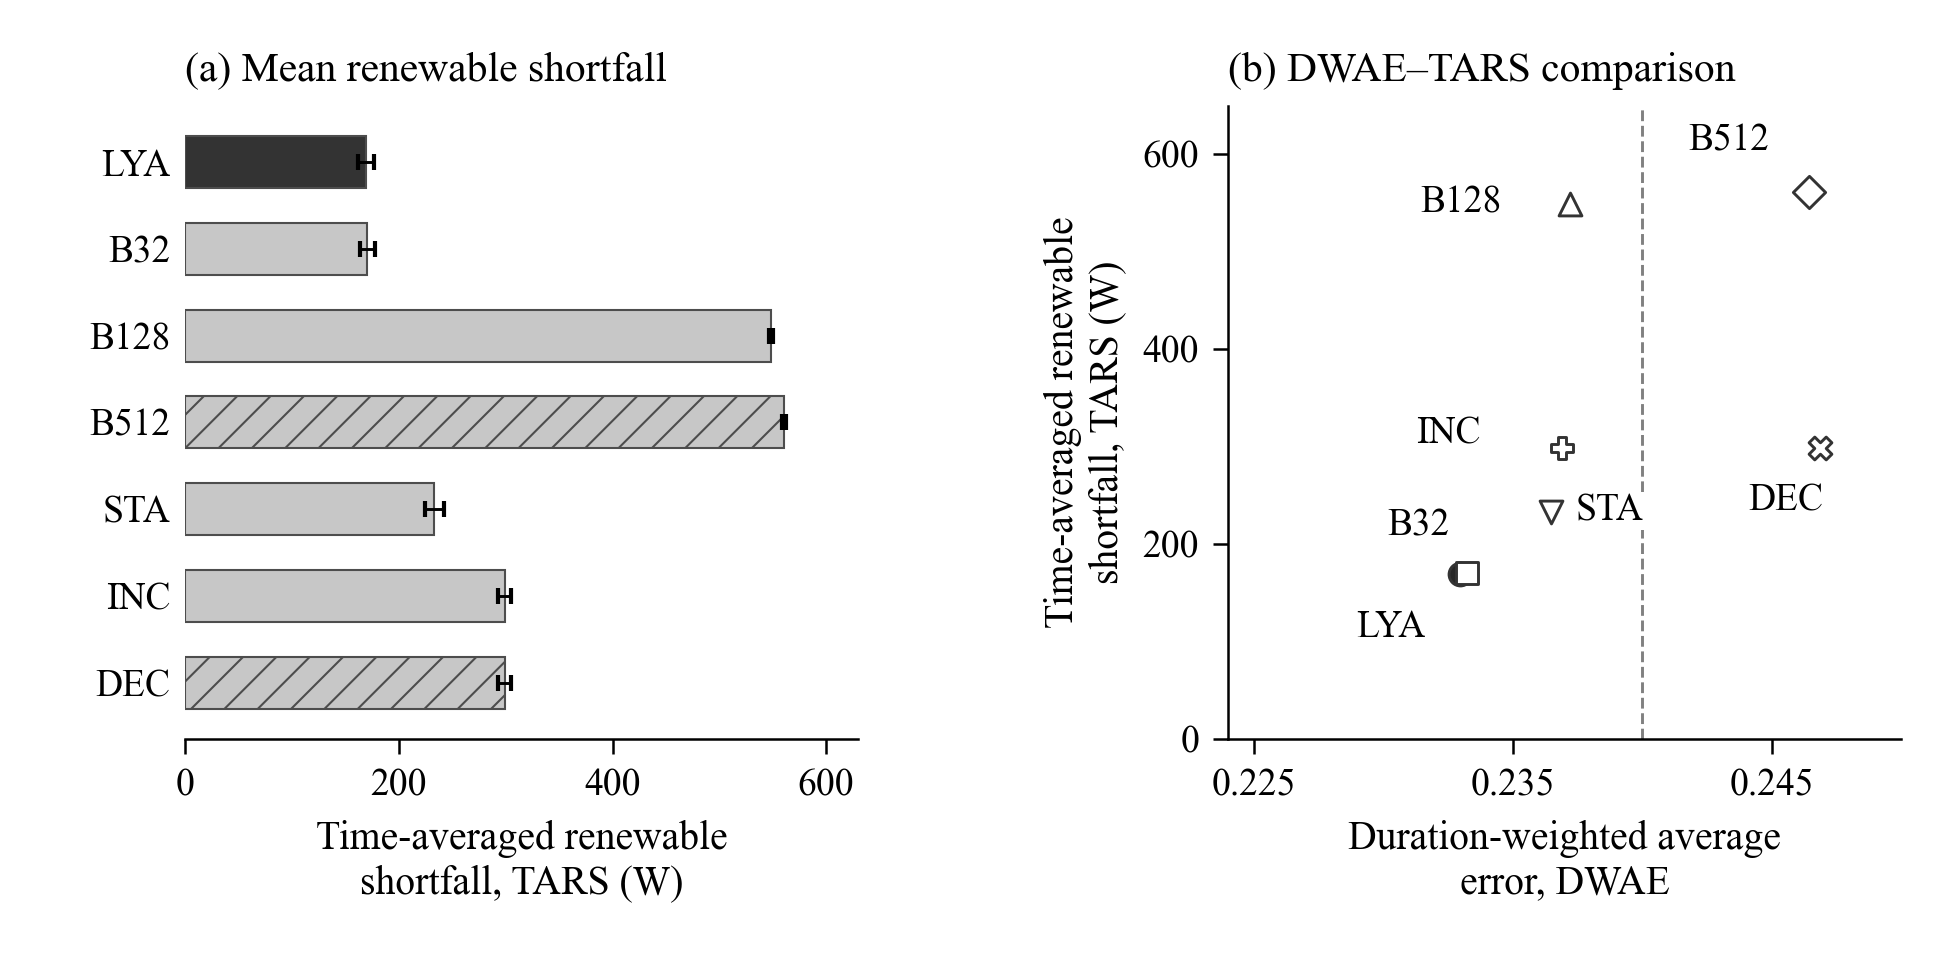 (a) Mean renewable shortfall
LYA
B32
B128
B512
STA
INC
DEC
0 200 400 600
Time-averaged renewable
shortfall, TARS (W)
(b) DWAE–TARS comparison
Time-averaged renewable
shortfall, TARS (W)
600
400
200
0
B512
B128
INC
DEC
STA
B32
LYA
0.225 0.235 0.245
Duration-weighted average
error, DWAE